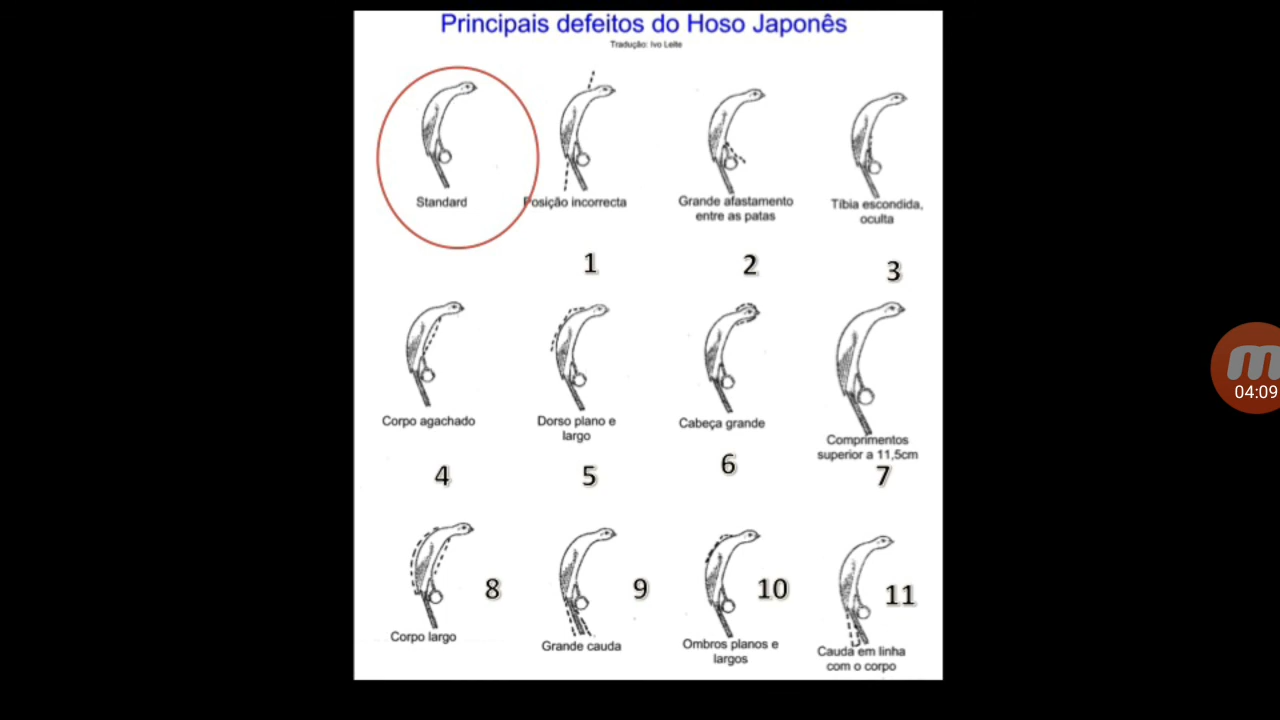 Principais defeitos do Hoso Japonês
Tradução: Ivo Leite
Standard
Posição incorrecta
Grande afastamento
entre as patas
Tíbia escondida,
oculta
1
2
3
Corpo agachado
Dorso plano e
largo
Cabeça grande
Comprimentos
superior a 11,5cm
4
5
6
7
8
9
10
11
Corpo largo
Grande cauda
Ombros planos e
largos
Cauda em linha
com o corpo
04:09